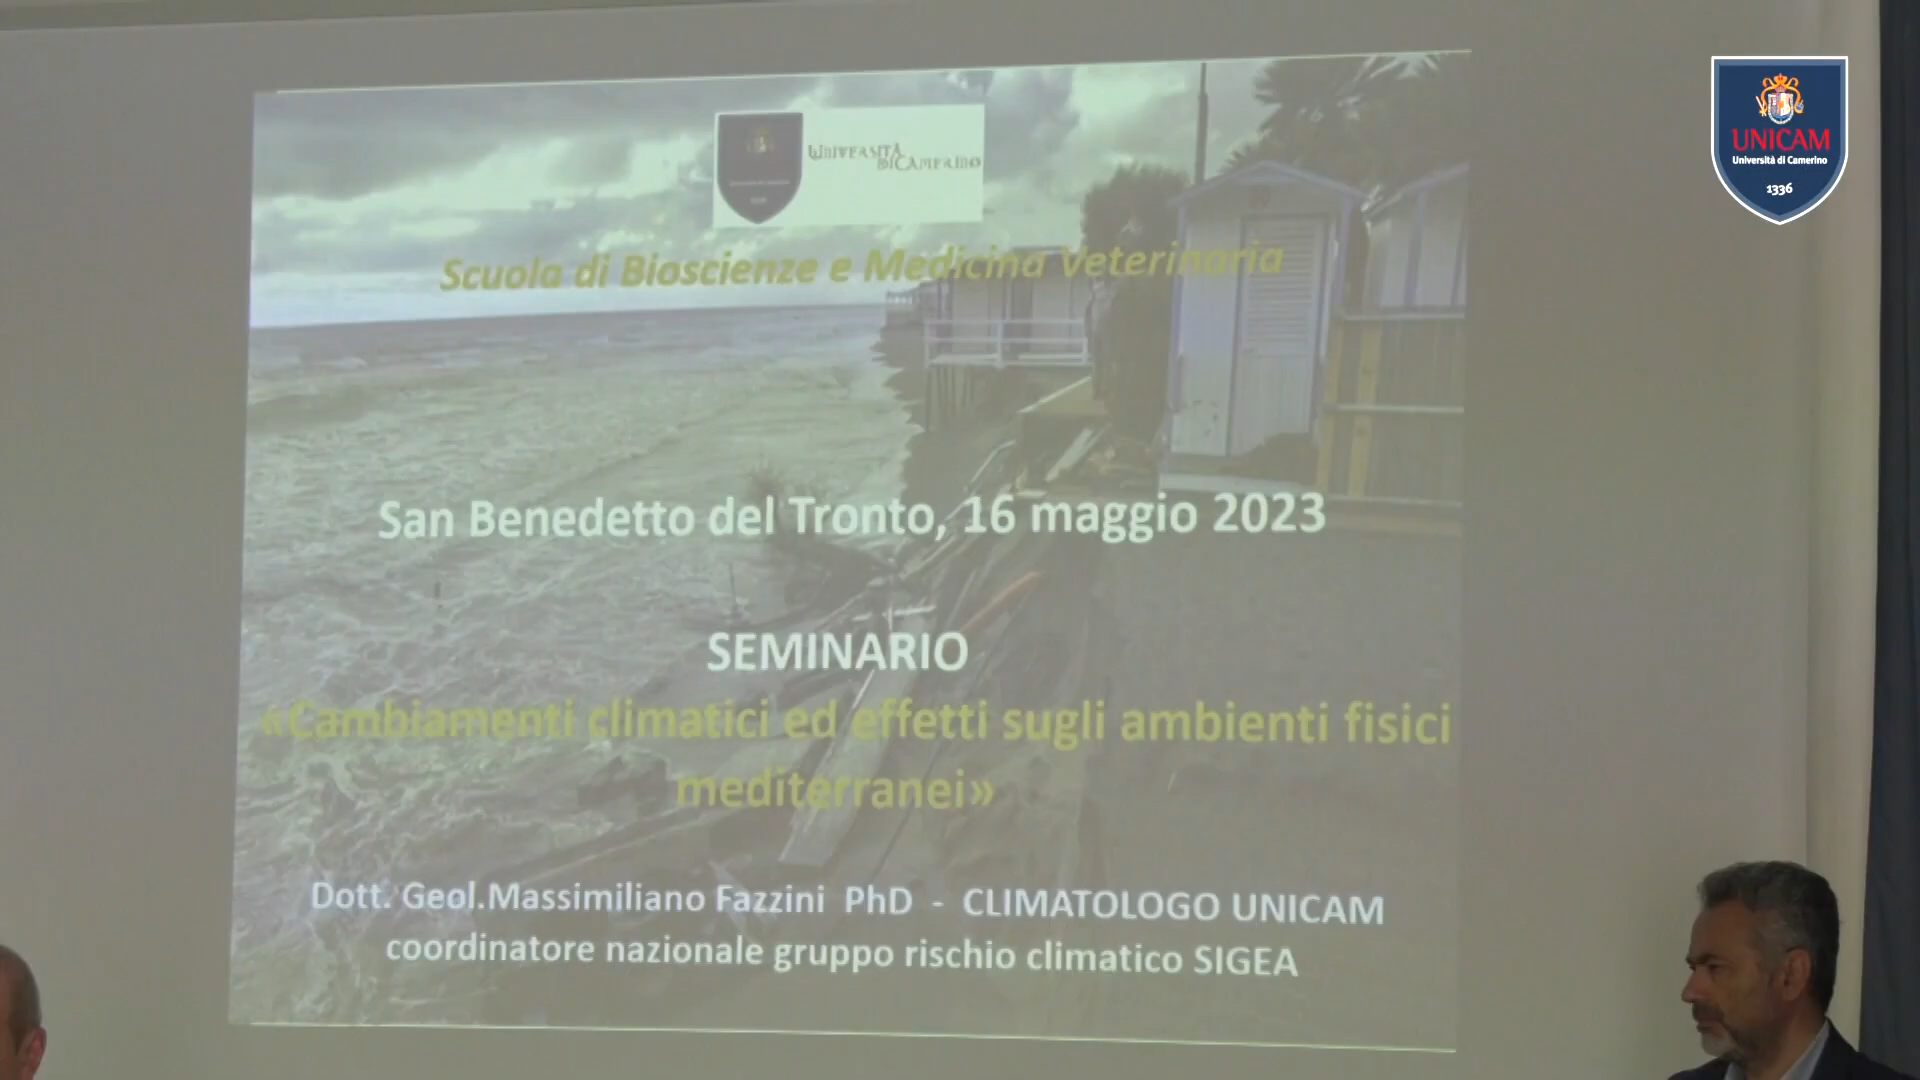 UNIVERSITÀ
DI CAMERINO
Scuola di Bioscienze e Medicina Veterinaria
San Benedetto del Tronto, 16 maggio 2023
SEMINARIO
«Cambiamenti climatici ed effetti sugli ambienti fisici
mediterranei»
Dott. Geol.Massimiliano Fazzini PhD - CLIMATOLOGO UNICAM
coordinatore nazionale gruppo rischio climatico SIGEA
UNICAM
Università di Camerino
1336